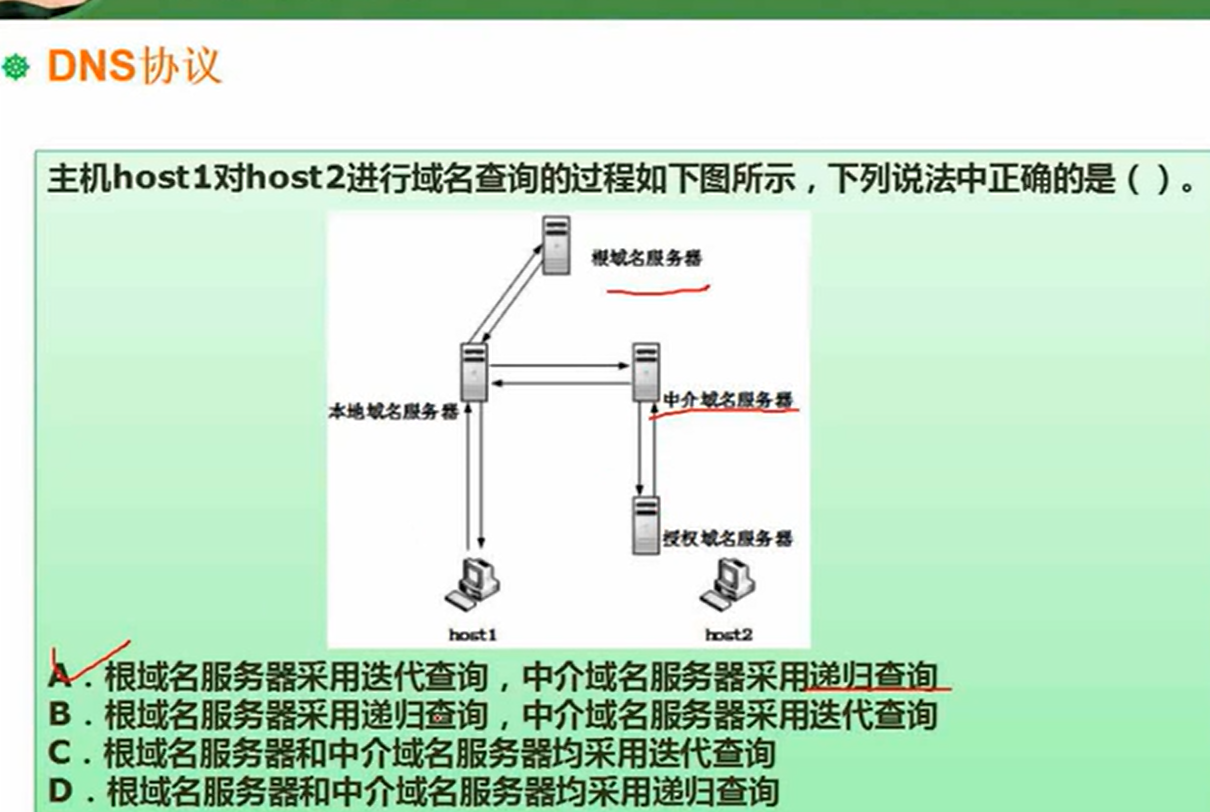 DNS协议
主机host1对host2进行域名查询的过程如下图所示，下列说法中正确的是（ ）。
根域名服务器
中介域名服务器
本地域名服务器
授权域名服务器
host1
host2
A．根域名服务器采用迭代查询，中介域名服务器采用递归查询
B．根域名服务器采用递归查询，中介域名服务器采用迭代查询
C．根域名服务器和中介域名服务器均采用迭代查询
D．根域名服务器和中介域名服务器均采用递归查询